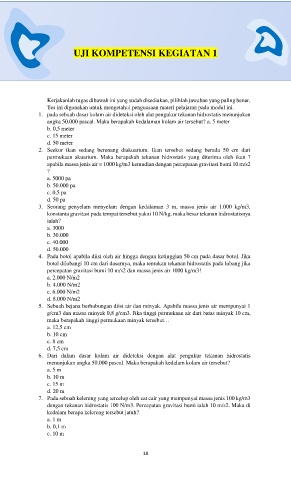 UJI KOMPETENSI KEGIATAN 1
Kerjakanlah tugas dibawah ini yang sudah disediakan, pilihlah jawaban yang paling benar.
Tes ini digunakan untuk mengetahui penguasaan materi pelajaran pada modul ini.
1. pada sebuah dasar kolam air dideteksi oleh alat pengukur tekanan hidrostatis menunjukan
angka 50.000 pascal. Maka berapakah kedalaman kolam air tersebut? a. 5 meter
b. 0,5 meter
c. 15 meter
d. 50 meter
2. Seekor ikan sedang berenang diakuarium. Ikan tersebut sedang berada 50 cm dari
permukaan akuarium. Maka berapakah tekanan hidrostatis yang diterima oleh ikan ?
apabila massa jenis air = 1000 kg/m3 kemudian dengan percepatan gravitasi bumi 10 m/s2
?
a. 5000 pa
b. 50.000 pa
c. 0,5 pa
d. 50 pa
3. Seorang penyelam menyelam dengan kedalaman 3 m, massa jenis air 1.000 kg/m3,
konstanta gravitasi pada tempat tersebut yakni 10 N/kg, maka besar tekanan hidrostatisnya
ialah?
a. 3000
b. 30.000
c. 40.000
d. 50.000
4. Pada botol apabila diisi oleh air hingga dengan ketinggian 50 cm pada dasar botol. Jika
botol dilubangi 10 cm dari dasarnya, maka tentukan tekanan hidrostatis pada lubang jika
percepatan gravitasi bumi 10 m/s2 dan massa jenis air 1000 kg/m3!
a. 2.000 N/m2
b. 4.000 N/m2
c. 6.000 N/m2
d. 8.000 N/m2
5. Sebuah bejana berhubungan diisi air dan minyak. Apabila massa jenis air mempunyai 1
g/cm3 dan massa minyak 0,8 g/cm3. Jika tinggi permukaan air dari batas minyak 10 cm,
maka berapakah tinggi permukaan minyak tersebut…
a. 12,5 cm
b. 10 cm
c. 8 cm
d. 7,5 cm
6. Dari dalam dasar kolam air dideteksi dengan alat pengukur tekanan hidrostatis
menunjukan angka 50.000 pascal. Maka berapakah kedalam kolam air tersebut?
a. 5 m
b. 10 m
c. 15 m
d. 20 m
7. Pada sebuah kelereng yang tercelup oleh zat cair yang mempunyai massa jenis 100 kg/m3
dengan tekanan hidrostatis 100 N/m3. Percepatan gravitasi bumi ialah 10 m/s2. Maka di
kedalam berapa kelereng tersebut jatuh?
a. 1 m
b. 0,1 m
c. 10 m
18